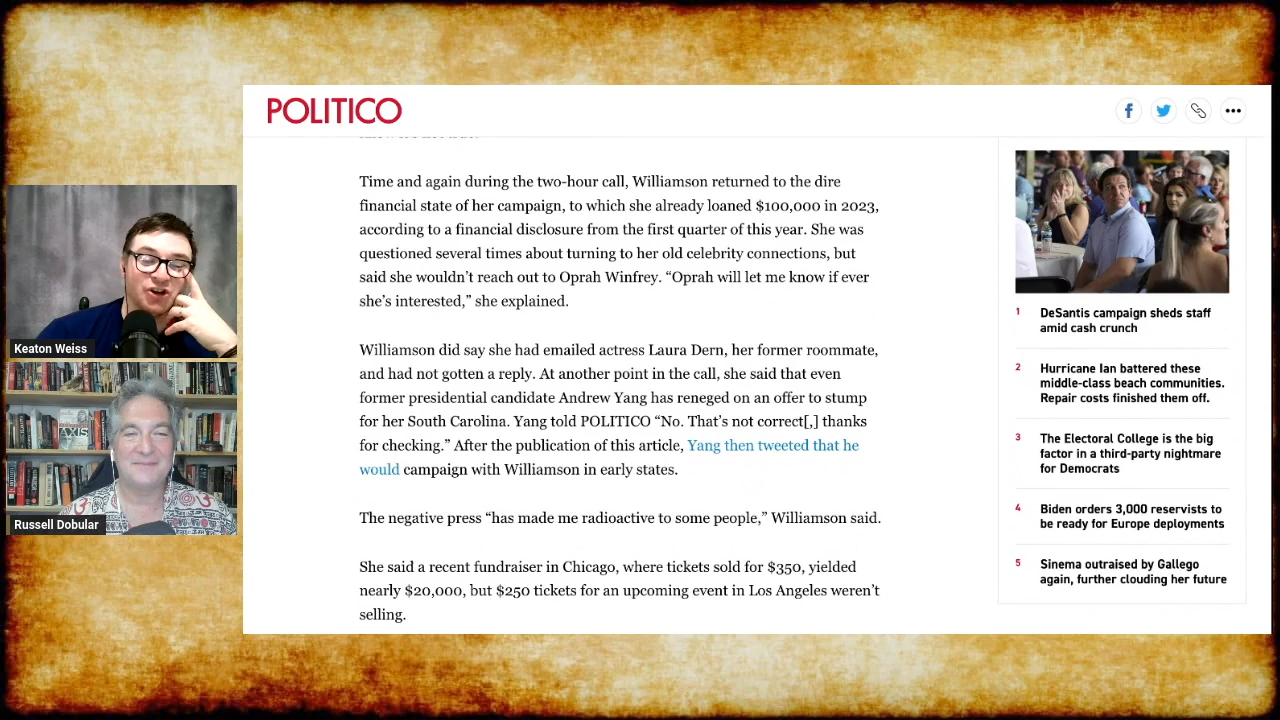 POLITICO
Time and again during the two-hour call, Williamson returned to the dire
financial state of her campaign, to which she already loaned $100,000 in 2023,
according to a financial disclosure from the first quarter of this year. She was
questioned several times about turning to her old celebrity connections, but
said she wouldn’t reach out to Oprah Winfrey. “Oprah will let me know if ever
she’s interested,” she explained.
Williamson did say she had emailed actress Laura Dern, her former roommate,
and had not gotten a reply. At another point in the call, she said that even
former presidential candidate Andrew Yang has reneged on an offer to stump
for her South Carolina. Yang told POLITICO “No. That’s not correct[,] thanks
for checking.” After the publication of this article, Yang then tweeted that he
would campaign with Williamson in early states.
The negative press “has made me radioactive to some people,” Williamson said.
She said a recent fundraiser in Chicago, where tickets sold for $350, yielded
nearly $20,000, but $250 tickets for an upcoming event in Los Angeles weren’t
selling.
1 DeSantis campaign sheds staff
amid cash crunch
2 Hurricane Ian battered these
middle-class beach communities.
Repair costs finished them off.
3 The Electoral College is the big
factor in a third-party nightmare
for Democrats
4 Biden orders 3,000 reservists to
be ready for Europe deployments
5 Sinema outraised by Gallego
again, further clouding her future
Keaton Weiss
AXIS
Russell Dobular